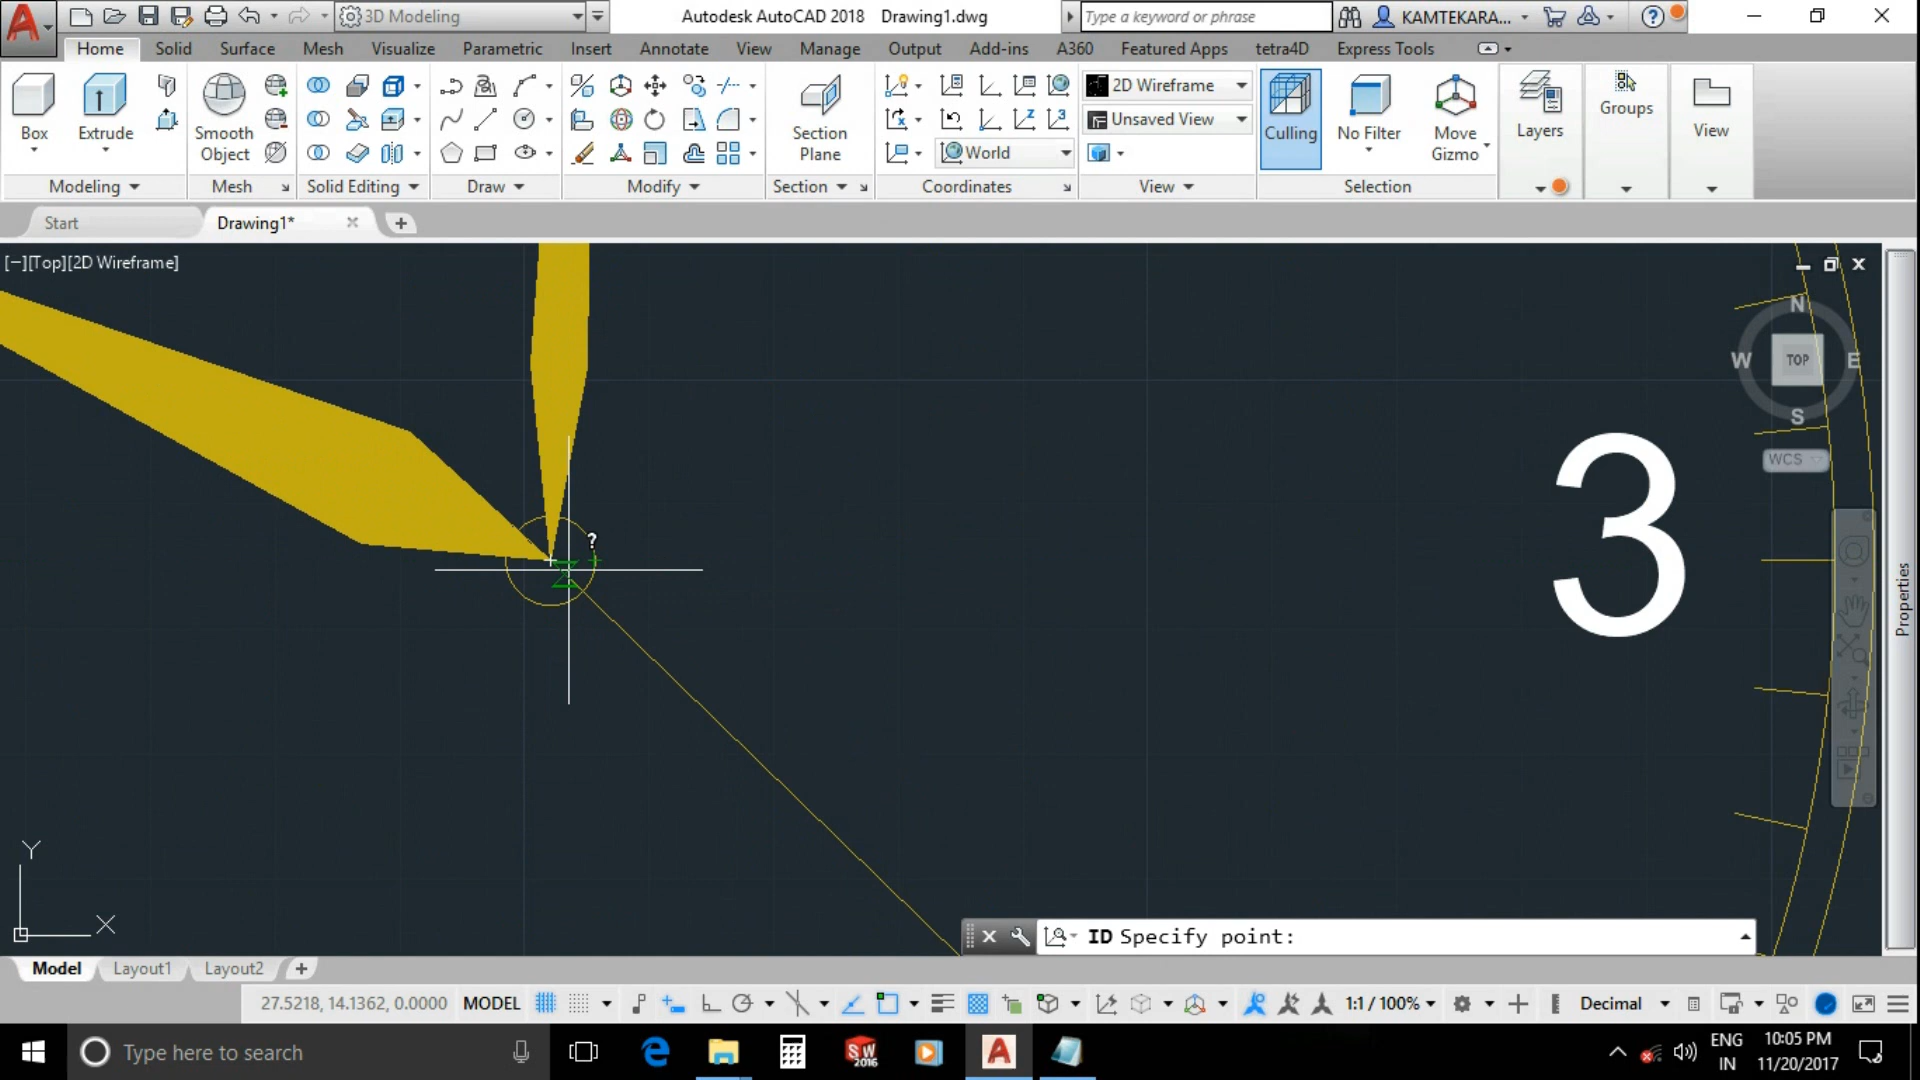 3D Modeling
Autodesk AutoCAD 2018 Drawing1.dwg
Type a keyword or phrase
KAMTEKARA...
Home Solid Surface Mesh Visualize Parametric Insert Annotate View Manage Output Add-ins A360 Featured Apps tetra4D Express Tools
Box
Extrude
Smooth
Object
Section
Plane
World
2D Wireframe
Unsaved View
Culling
No Filter
Move
Gizmo
Layers
Groups
View
Modeling Mesh Solid Editing Draw Modify Section Coordinates View Selection
Start Drawing1*
[−][Top][2D Wireframe]
N
W TOP E
S
WCS
3
Properties
?
Y
X
ID Specify point:
Model Layout1 Layout2
27.5218, 14.1362, 0.0000 MODEL 1:1 / 100% Decimal
Type here to search
SW
2016
ENG
IN
10:05 PM
11/20/2017